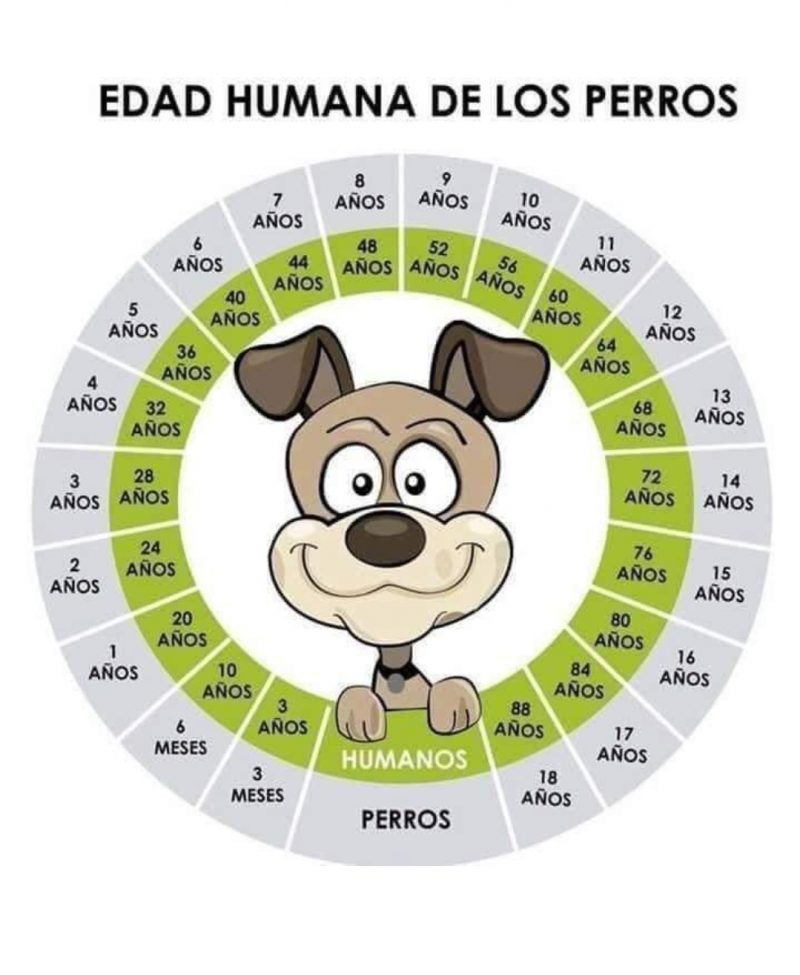 EDAD HUMANA DE LOS PERROS
3
MESES
3
AÑOS
6
MESES
10
AÑOS
1
AÑOS
20
AÑOS
2
AÑOS
24
AÑOS
3
AÑOS
28
AÑOS
4
AÑOS
32
AÑOS
5
AÑOS
36
AÑOS
6
AÑOS
40
AÑOS
7
AÑOS
44
AÑOS
8
AÑOS
48
AÑOS
9
AÑOS
52
AÑOS
10
AÑOS
56
AÑOS
11
AÑOS
60
AÑOS
12
AÑOS
64
AÑOS
13
AÑOS
68
AÑOS
14
AÑOS
72
AÑOS
15
AÑOS
76
AÑOS
16
AÑOS
80
AÑOS
17
AÑOS
84
AÑOS
18
AÑOS
88
AÑOS
HUMANOS
PERROS